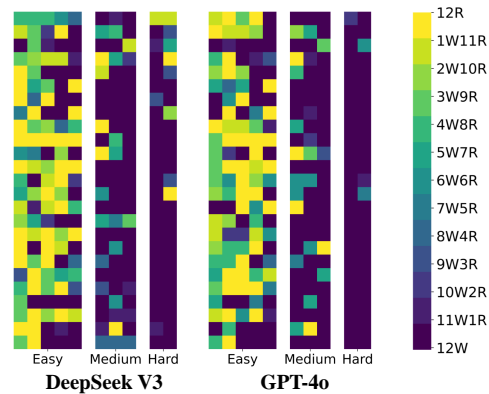 12R
1W11R
2W10R
3W9R
4W8R
5W7R
6W6R
7W5R
8W4R
9W3R
10W2R
11W1R
12W
Easy Medium Hard Easy Medium Hard
DeepSeek V3 GPT-4o